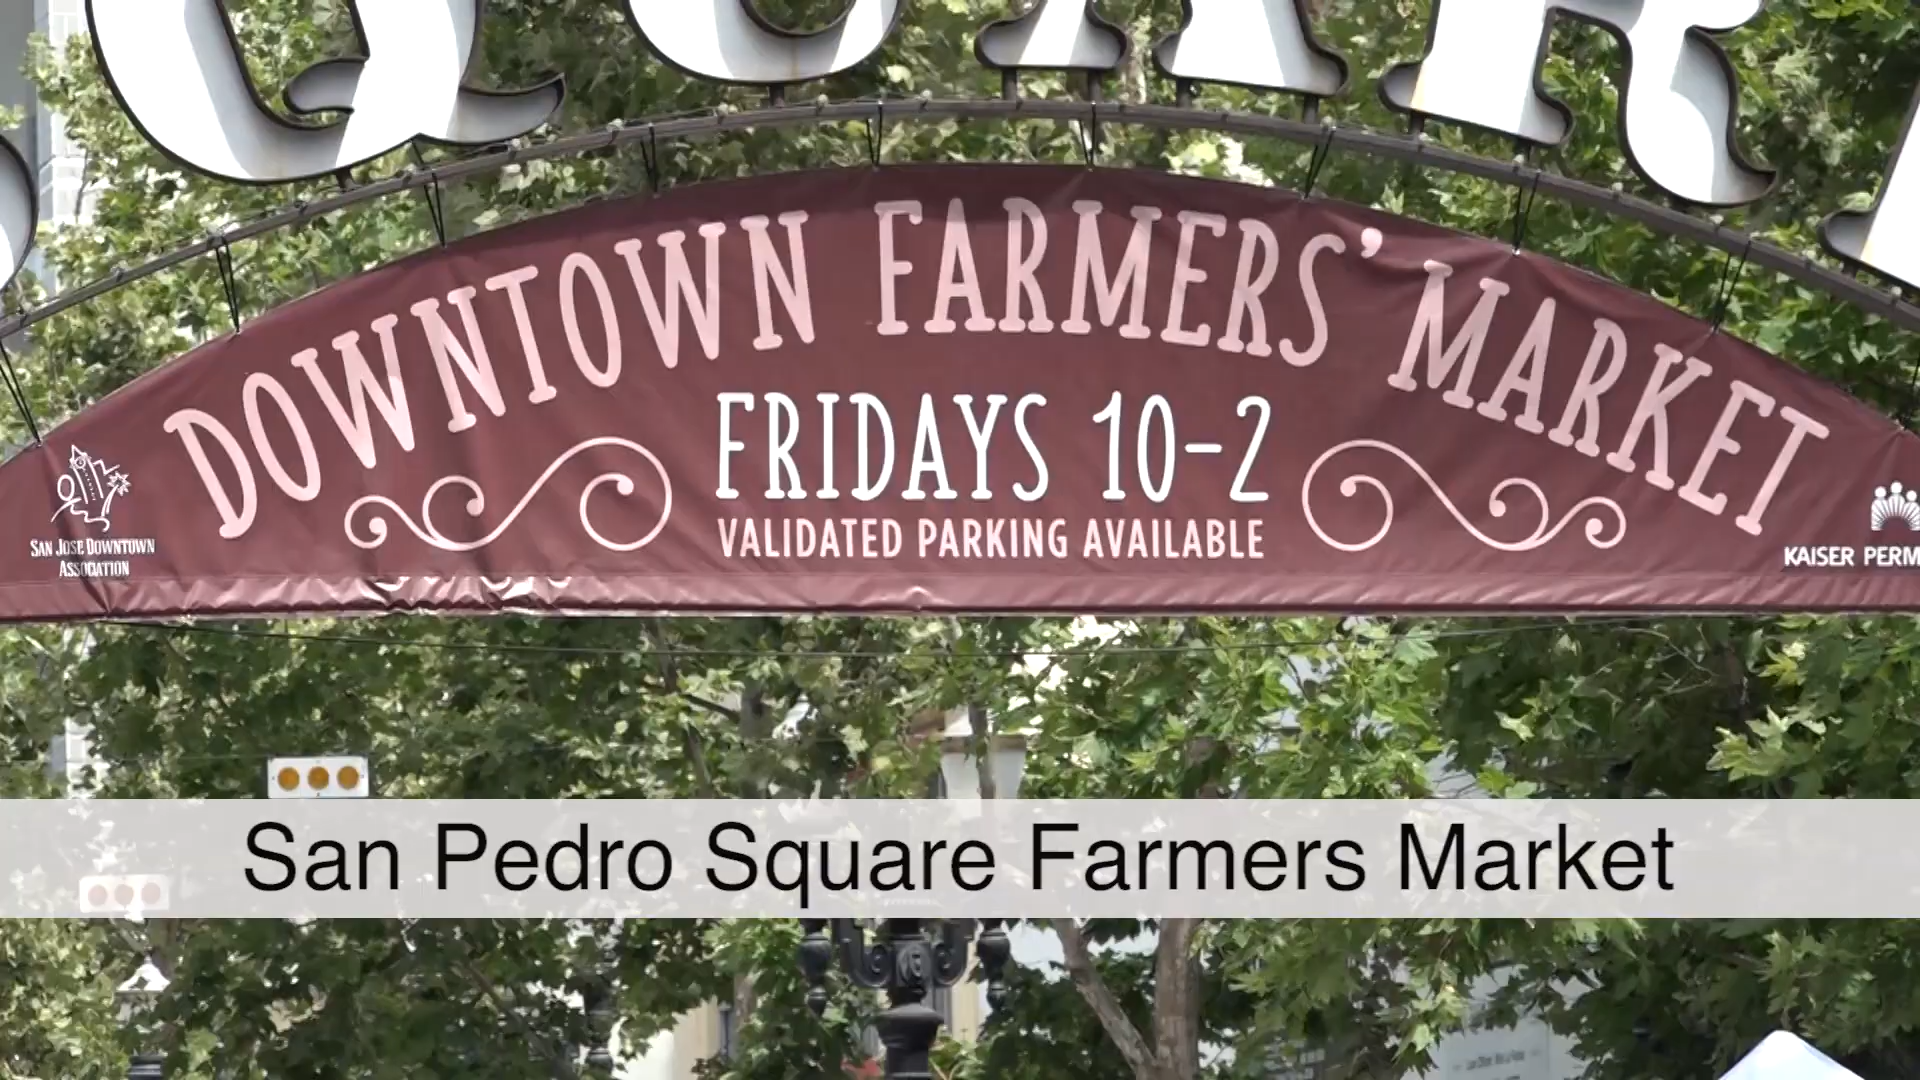 DOWNTOWN FARMERS' MARKET
FRIDAYS 10-2
VALIDATED PARKING AVAILABLE
SAN JOSE DOWNTOWN
ASSOCIATION
KAISER PERM
San Pedro Square Farmers Market